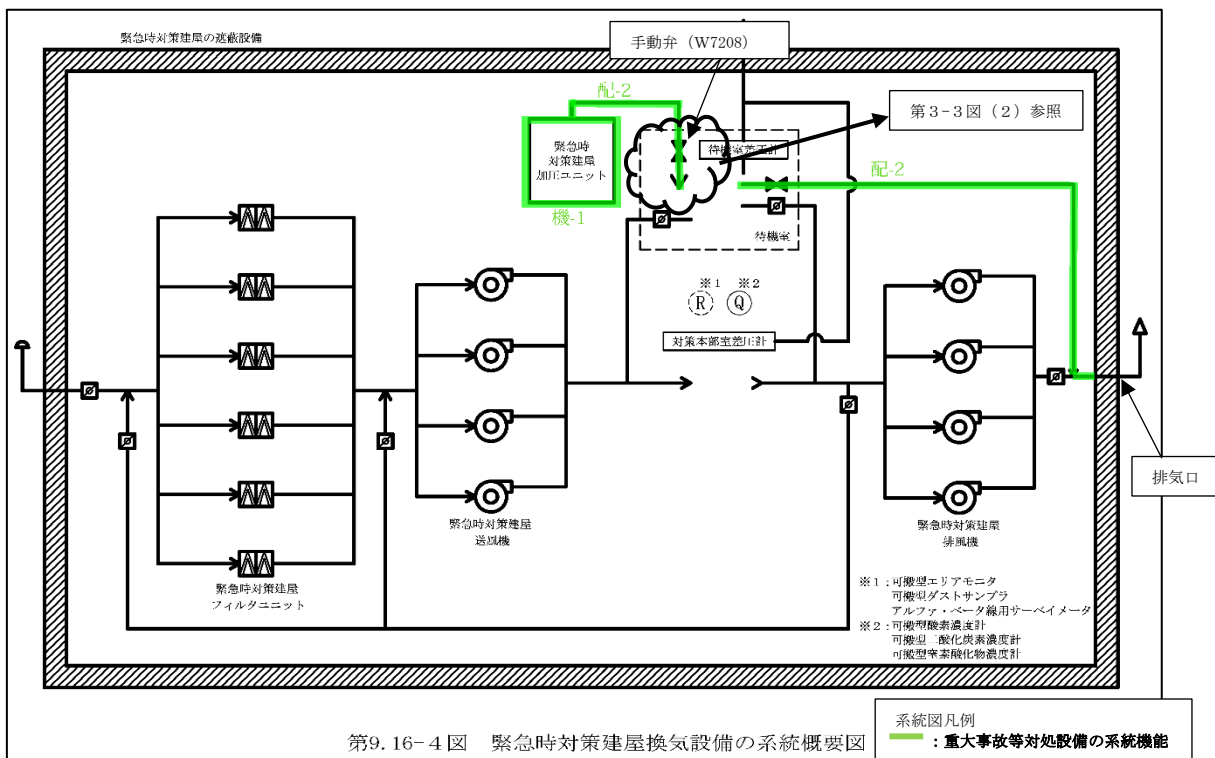 緊急時対策建屋の遮蔽設備
手動弁（W7208）
配-2
第3-3図（2）参照
緊急時
対策建屋
加圧ユニット
機-1
待機室差圧計
配-2
待機室
※1 ※2
R Q
対策本部室差圧計
排気口
緊急時対策建屋
送風機
緊急時対策建屋
排風機
緊急時対策建屋
フィルタユニット
※1：可搬型エリアモニタ
可搬型ダストサンプラ
アルファ・ベータ線用サーベイメータ
※2：可搬型酸素濃度計
可搬型二酸化炭素濃度計
可搬型窒素酸化物濃度計
第9.16-4図 緊急時対策建屋換気設備の系統概要図
系統図凡例
：重大事故等対処設備の系統機能